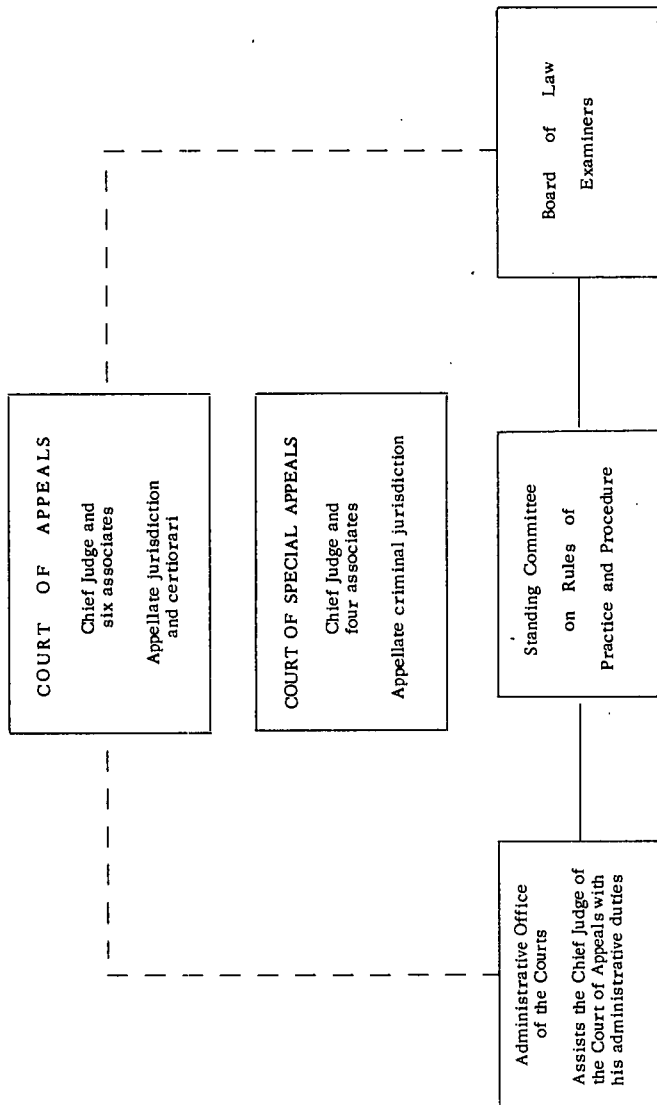 COURT OF APPEALS
Chief Judge and
six associates
Appellate jurisdiction
and certiorari
COURT OF SPECIAL APPEALS
Chief Judge and
four associates
Appellate criminal jurisdiction
Administrative Office
of the Courts
Assists the Chief Judge of
the Court of Appeals with
his administrative duties
Standing Committee
on Rules of
Practice and Procedure
Board of Law
Examiners